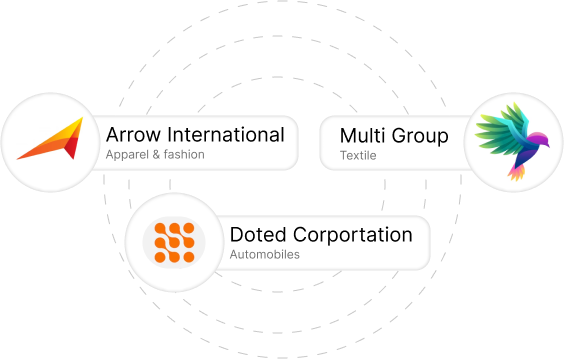 Arrow International
Apparel & fashion
Multi Group
Textile
Doted Corportation
Automobiles